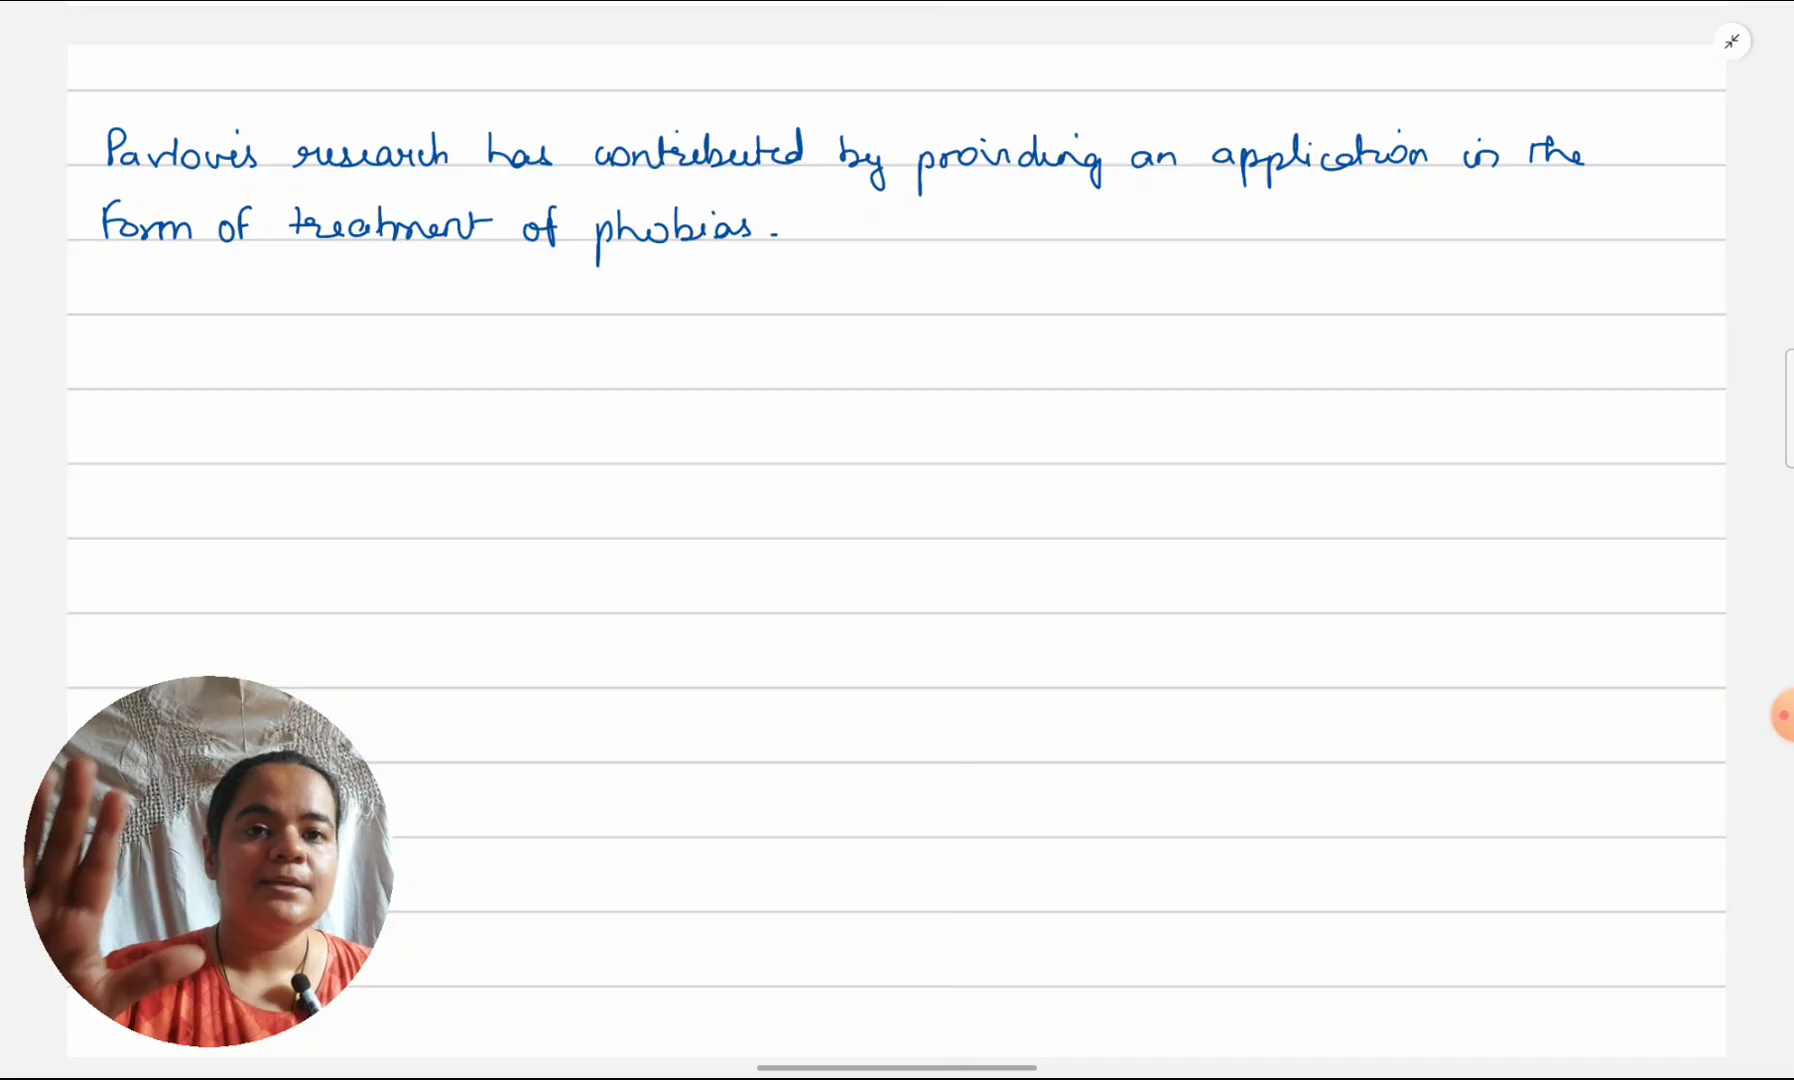 Pavlov's research has contributed by providing an application in the
form of treatment of phobias.